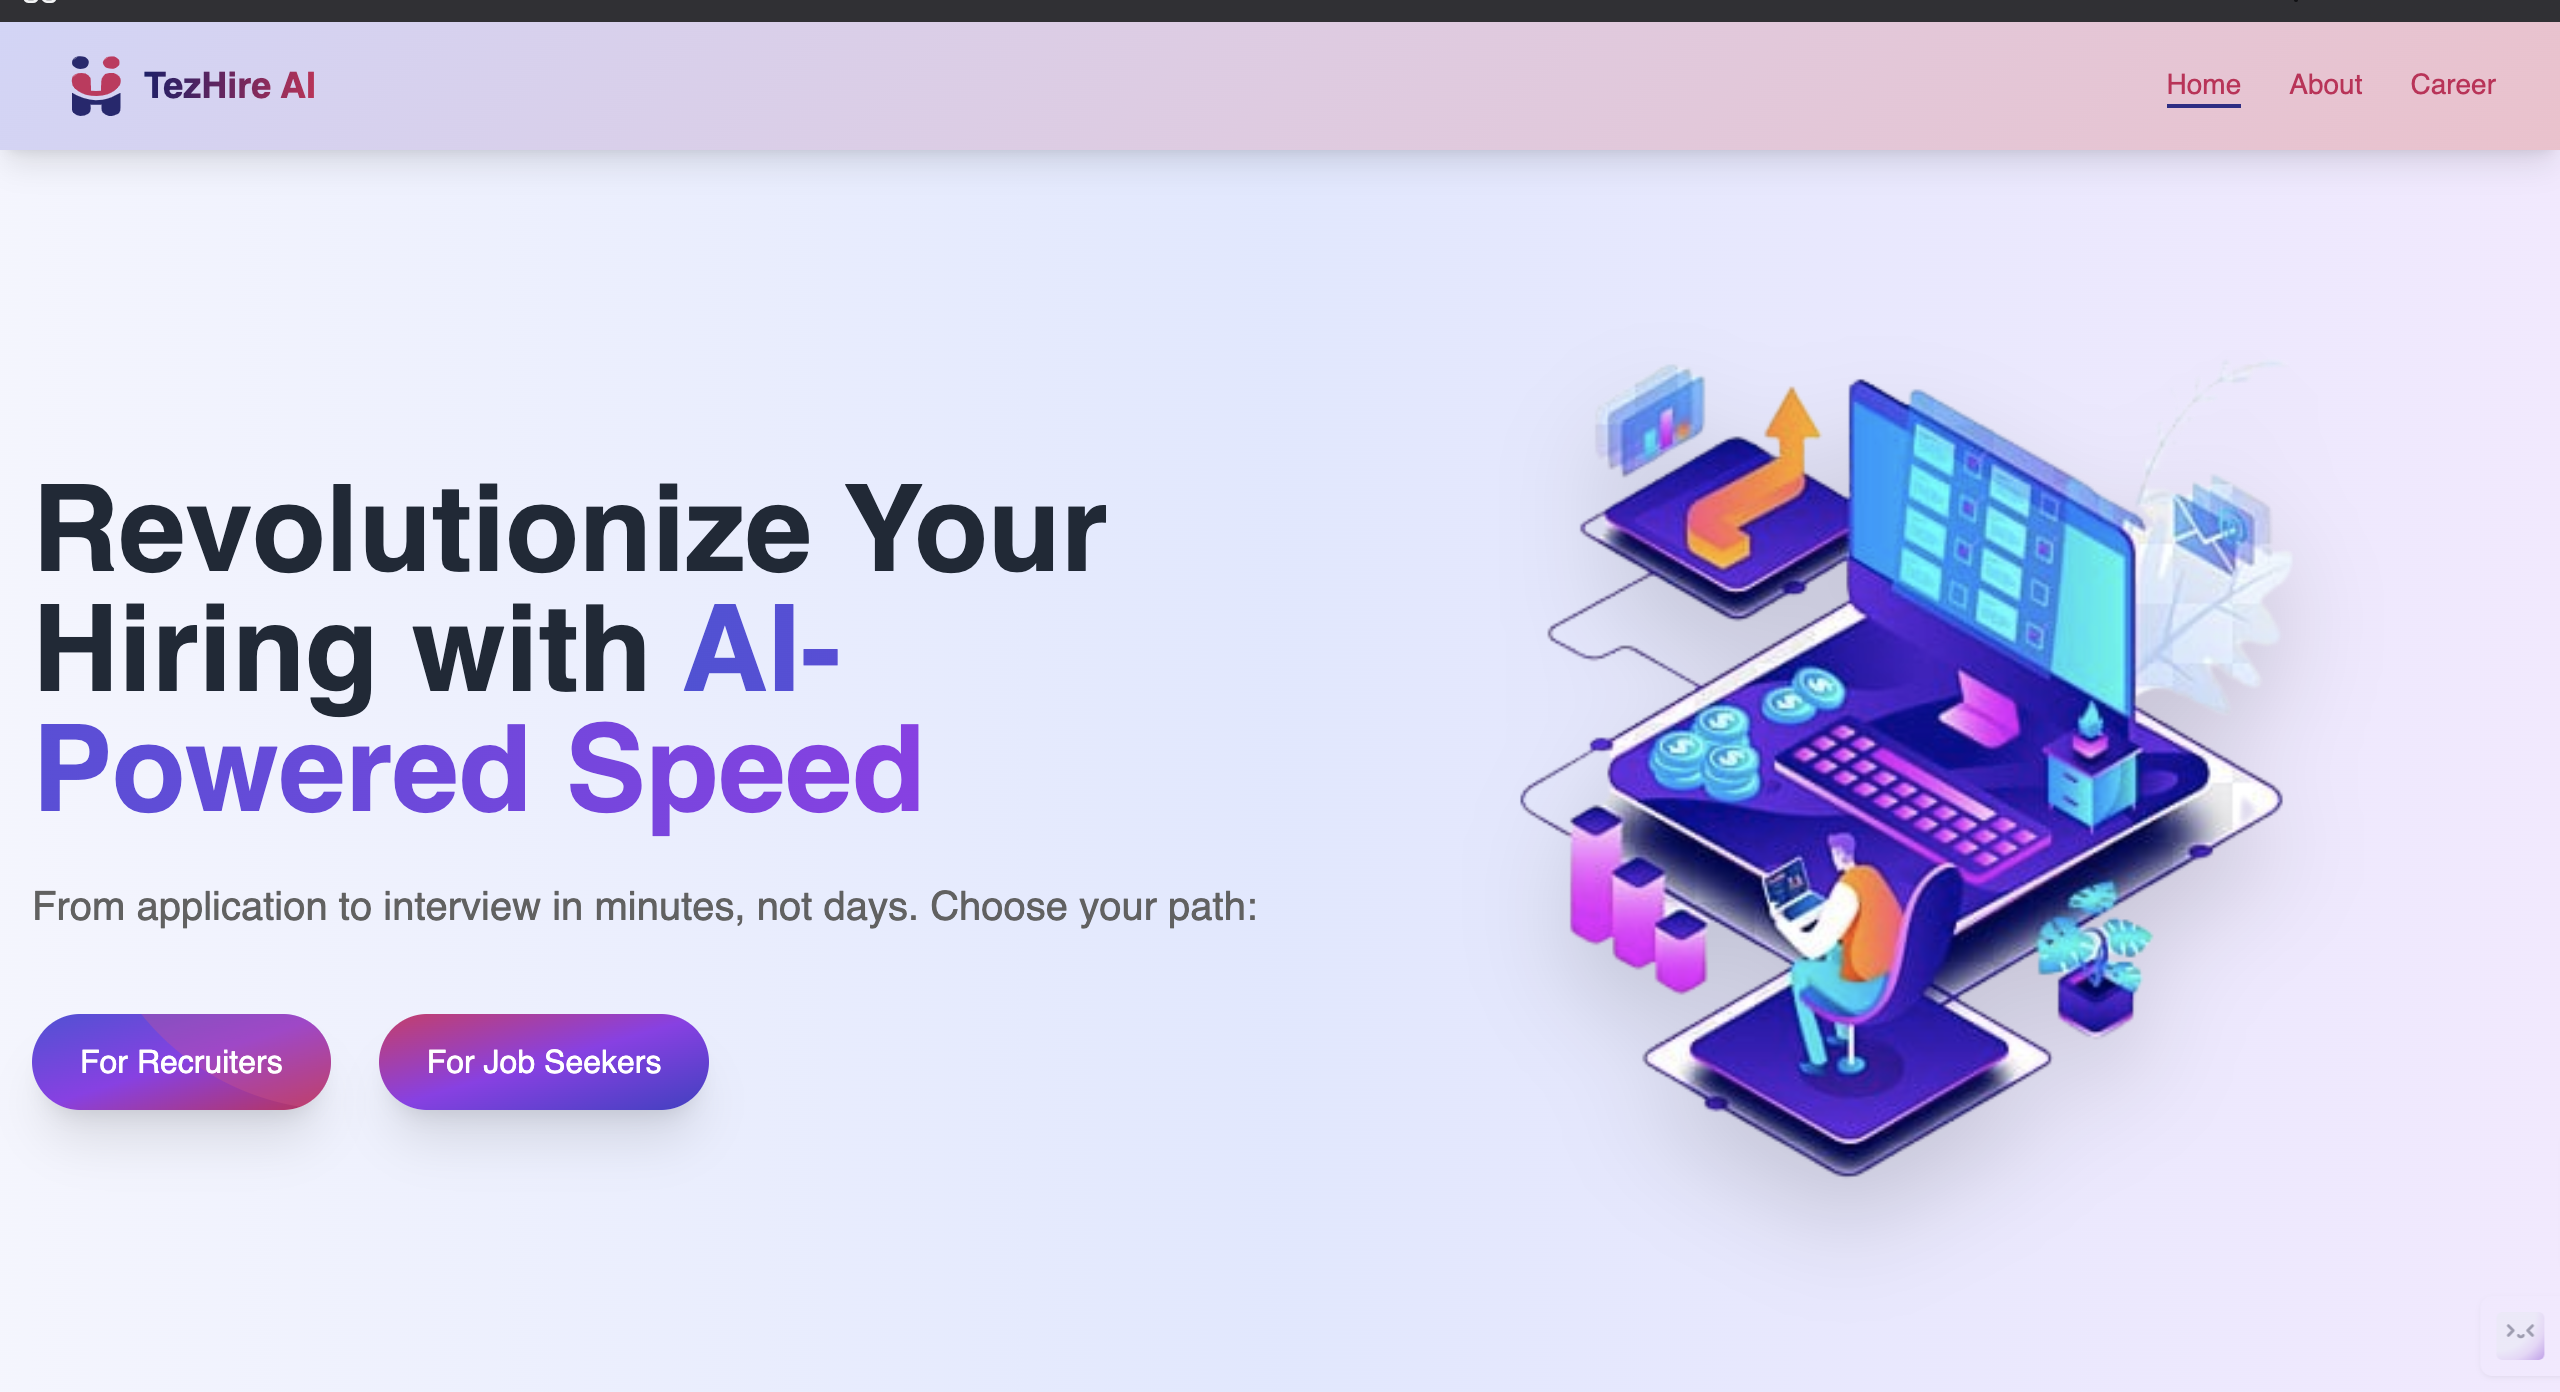 TezHire AI
Home
About
Career
Revolutionize Your
Hiring with AI-
Powered Speed
From application to interview in minutes, not days. Choose your path:
For Recruiters
For Job Seekers